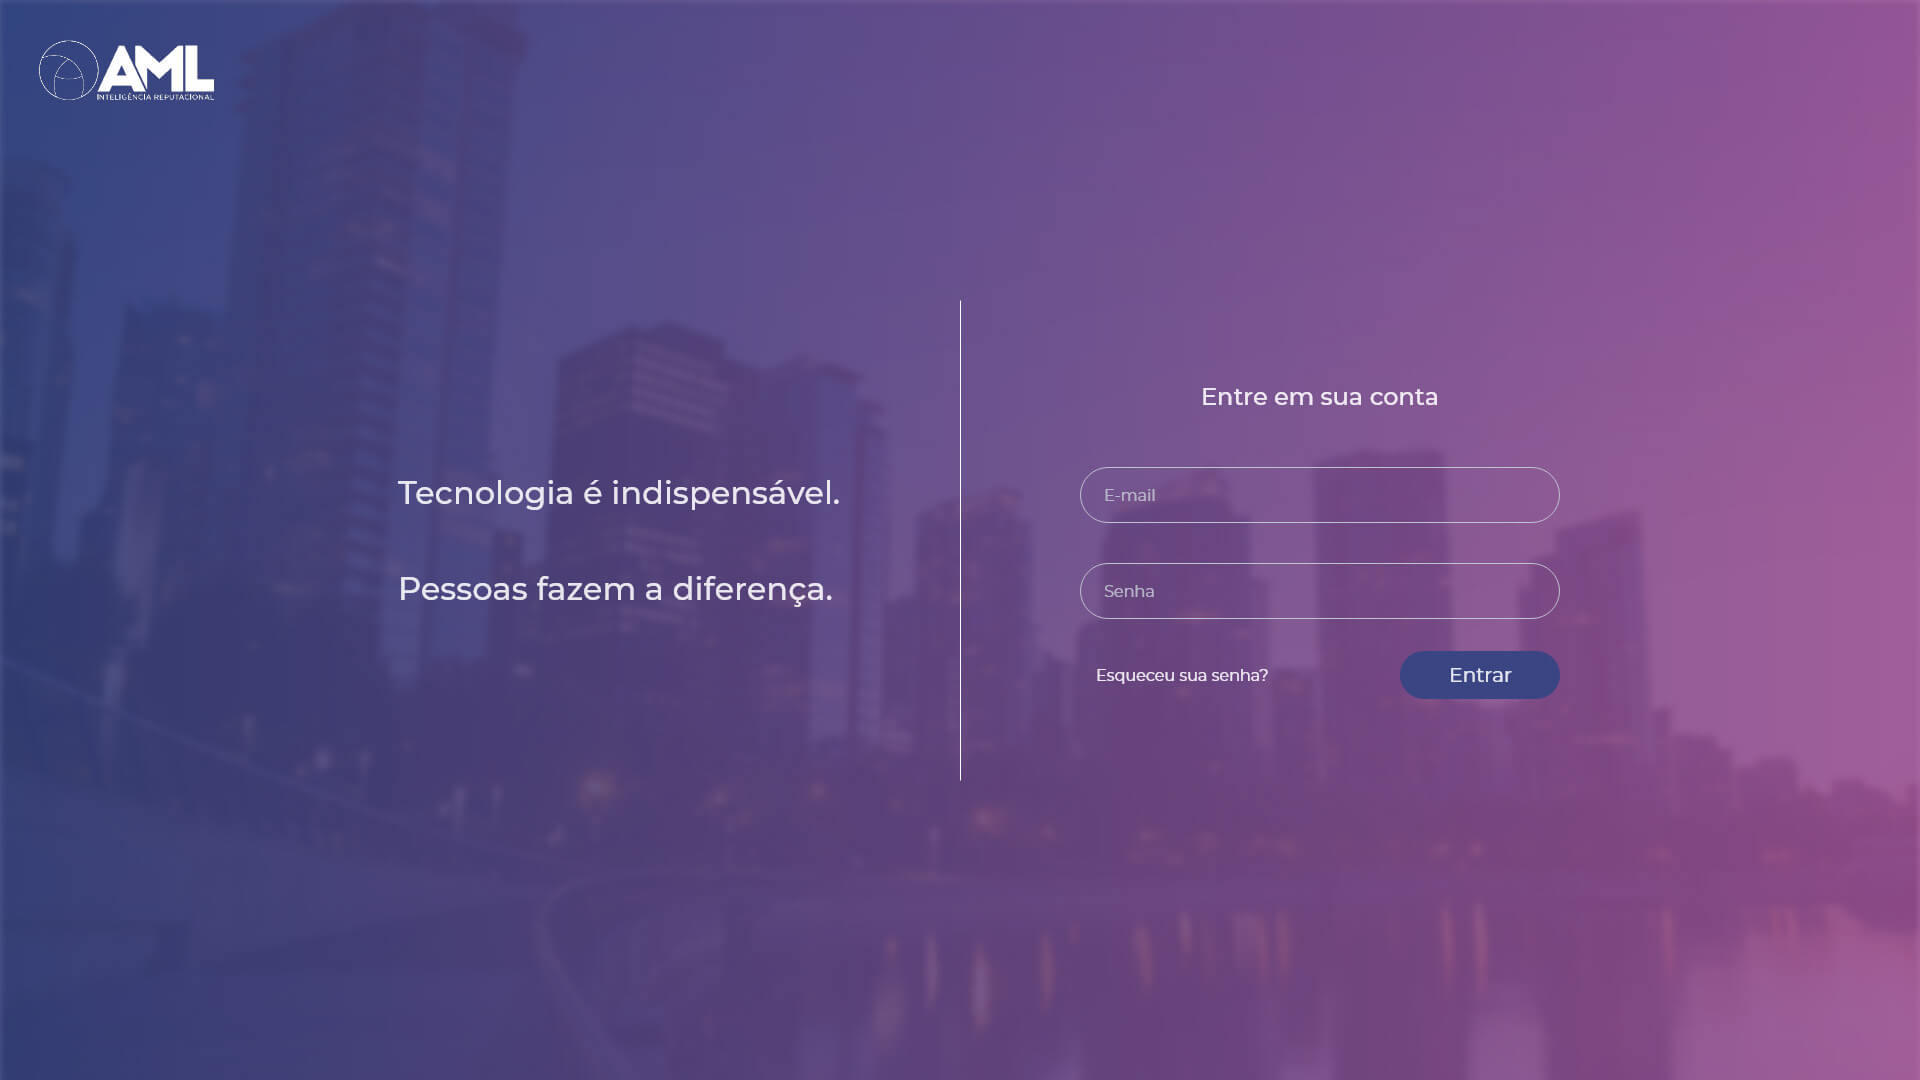 AML
INTELIGÊNCIA REPUTACIONAL
Tecnologia é indispensável.
Pessoas fazem a diferença.
Entre em sua conta
E-mail
Senha
Esqueceu sua senha?
Entrar